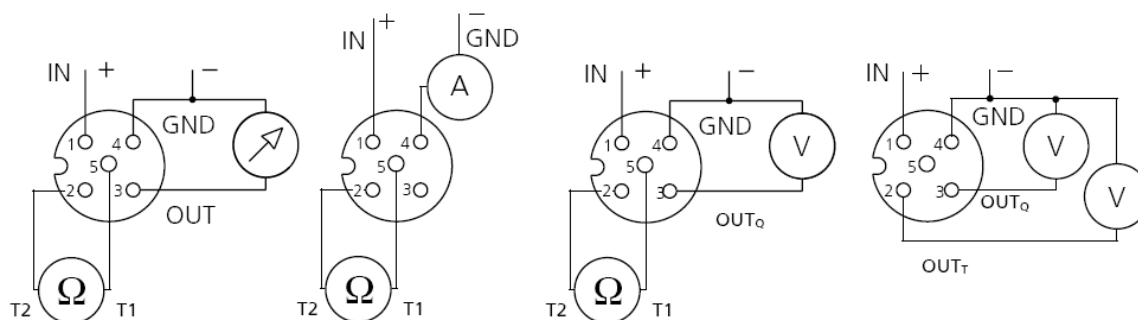 IN + −
GND
1 4
5
2 3
OUT
Ω
T2 T1
IN + −
GND
A
1 4
5
2 3
Ω
T2 T1
IN + −
GND
1 4
5
2 3
V
OUTQ
Ω
T2 T1
IN + −
GND
1 4
5
2 3
V
V
OUTQ
OUTT